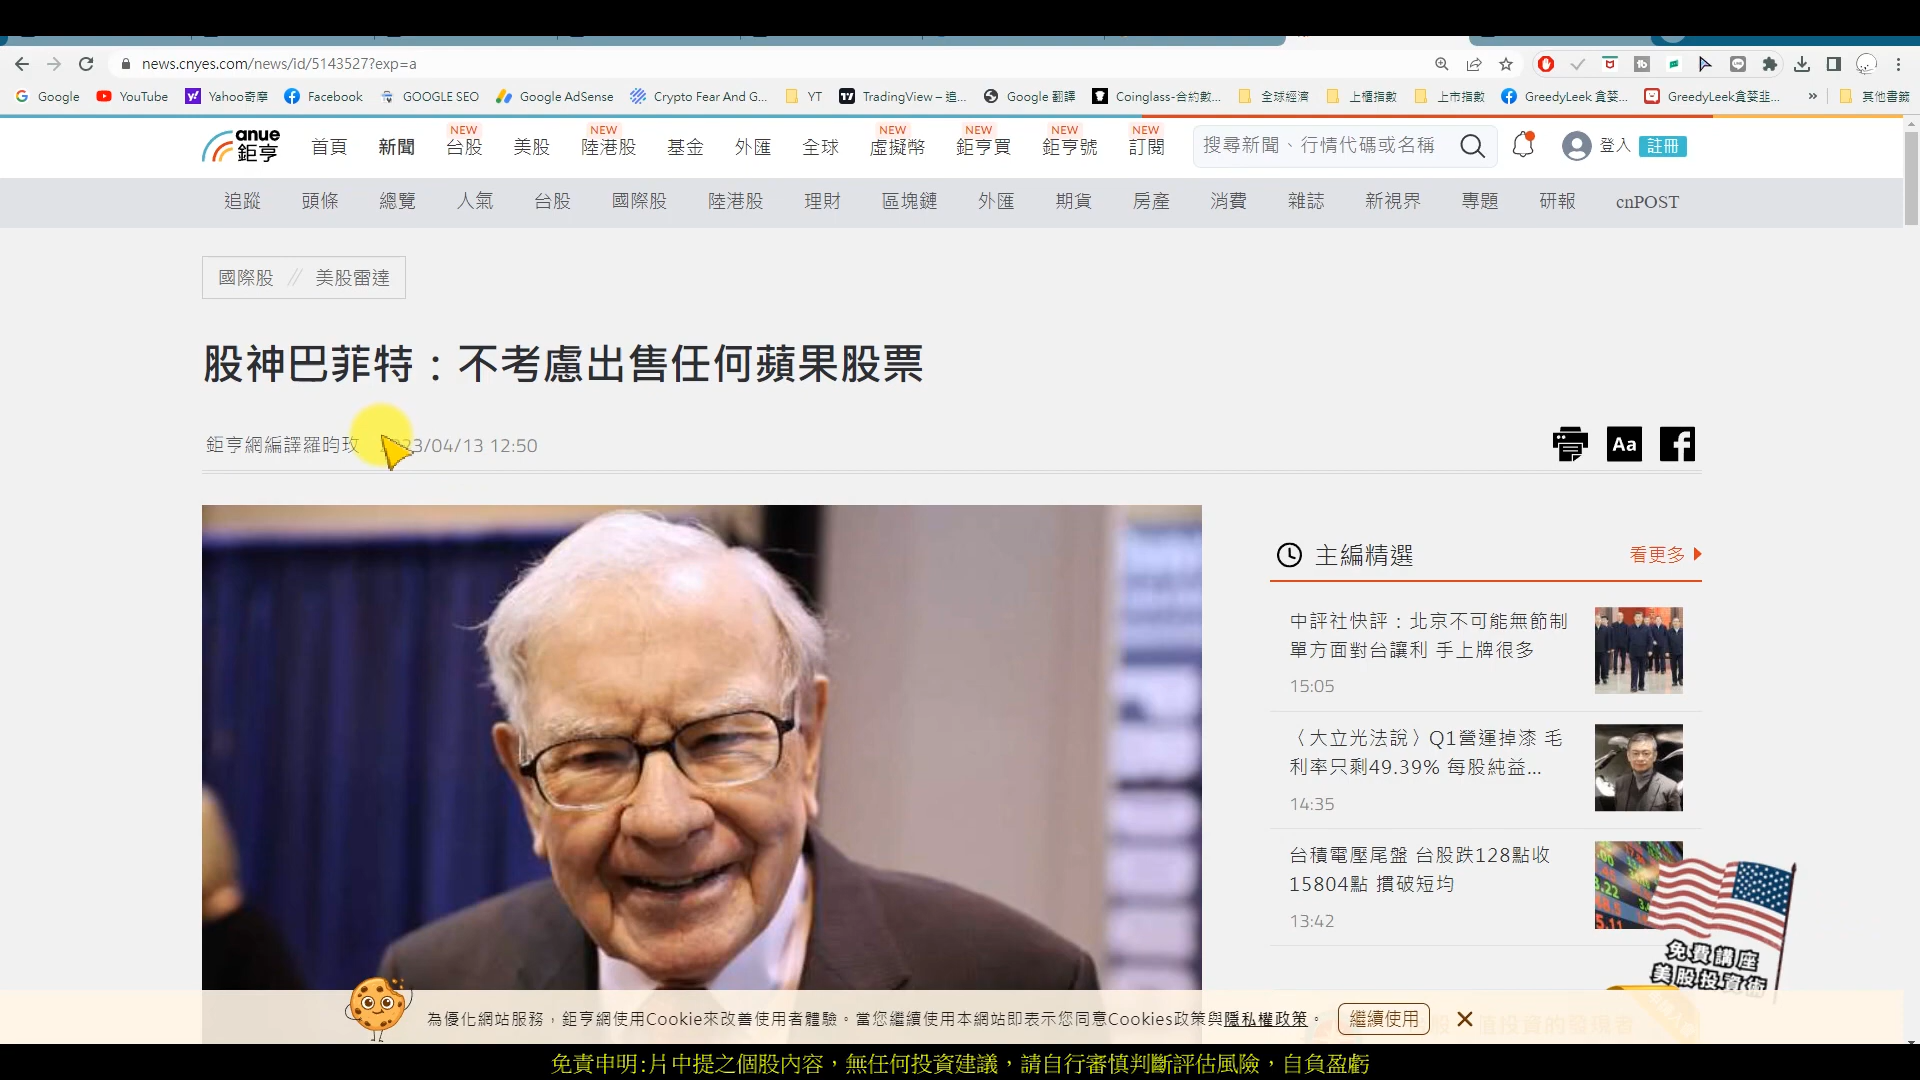 news.cnyes.com/news/id/5143527?exp=a
Google YouTube Yahoo奇摩 Facebook GOOGLE SEO Google AdSense Crypto Fear And G... YT TradingView – 追... Google 翻譯 Coinglass-合約數... 全球經濟 上櫃指數 上市指數 GreedyLeek 貪婪... GreedyLeek貪婪韭... » 其他書籤
anue
鉅亨
首頁 新聞 NEW 台股 美股 NEW 陸港股 基金 外匯 全球 NEW 虛擬幣 NEW 鉅亨買 NEW 鉅亨號 NEW 訂閱 搜尋新聞、行情代碼或名稱 登入 註冊
追蹤 頭條 總覽 人氣 台股 國際股 陸港股 理財 區塊鏈 外匯 期貨 房產 消費 雜誌 新視界 專題 研報 cnPOST
國際股 // 美股雷達
股神巴菲特：不考慮出售任何蘋果股票
鉅亨網編譯羅昀玫 23/04/13 12:50
Aa
主編精選 看更多
中評社快評：北京不可能無節制
單方面對台讓利 手上牌很多
15:05
〈大立光法說〉Q1營運掉漆 毛
利率只剩49.39% 每股純益...
14:35
台積電壓尾盤 台股跌128點收
15804點 摜破短均
13:42
免費講座
美股投資術
為優化網站服務，鉅亨網使用Cookie來改善使用者體驗。當您繼續使用本網站即表示您同意Cookies政策與隱私權政策。 繼續使用
免責申明:片中提之個股內容，無任何投資建議，請自行審慎判斷評估風險，自負盈虧